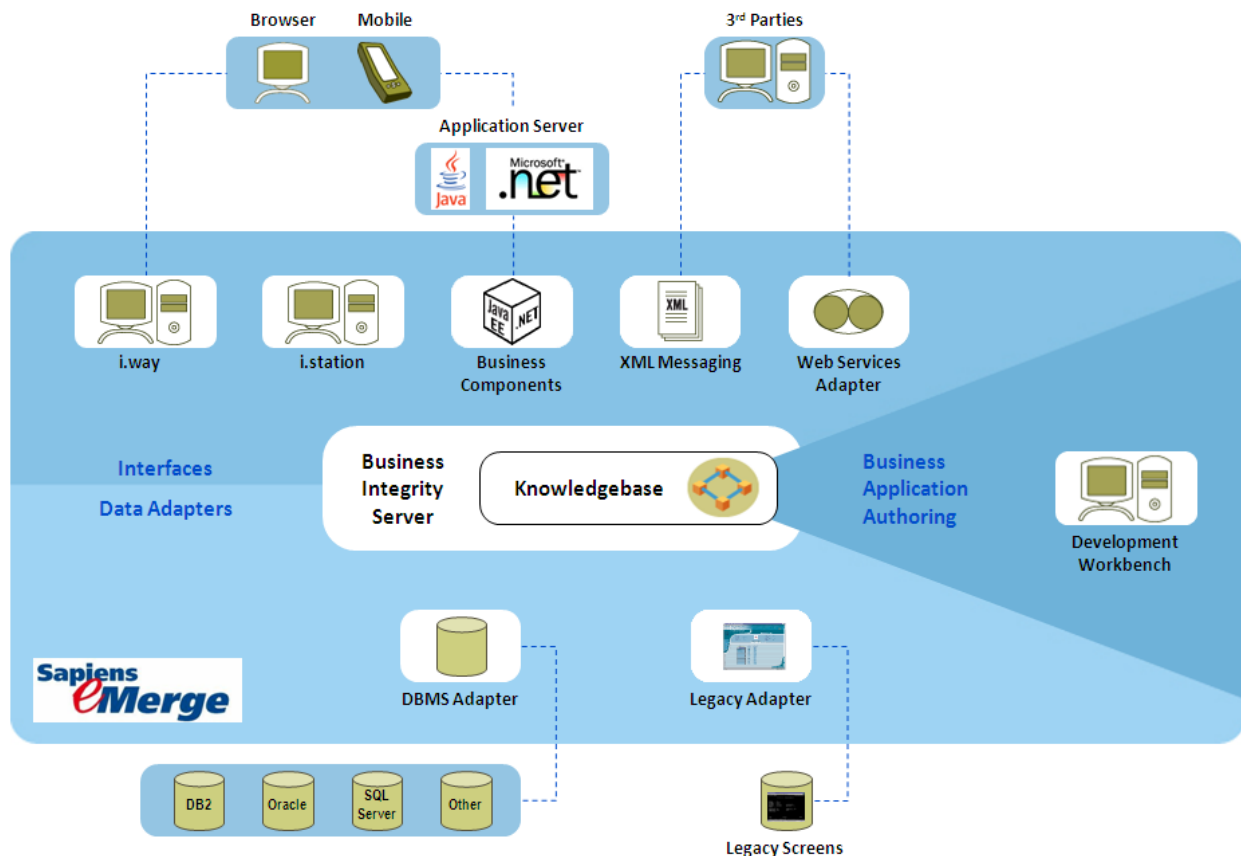 Browser
Mobile
3rd Parties
Application Server
Java
Microsoft
.net
Java
EE
.NET
XML
i.way
i.station
Business
Components
XML Messaging
Web Services
Adapter
Interfaces
Data Adapters
Business
Integrity
Server
Knowledgebase
Business
Application
Authoring
Development
Workbench
Sapiens
eMerge
DBMS Adapter
Legacy Adapter
DB2
Oracle
SQL
Server
Other
Legacy Screens